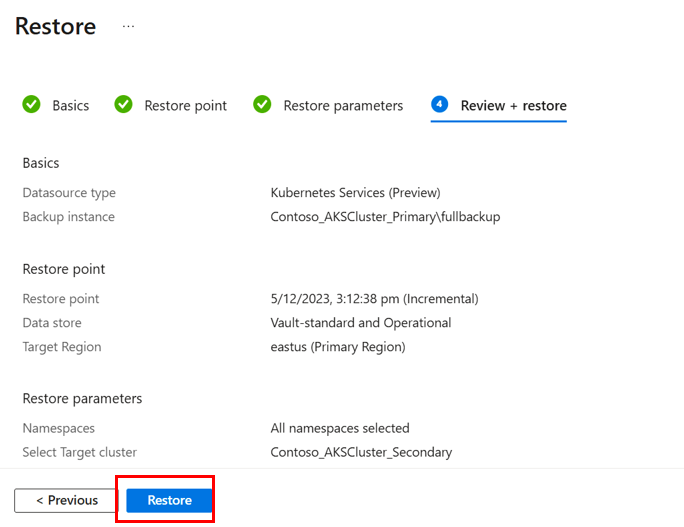 Restore ...
Basics Restore point Restore parameters 4 Review + restore
Basics
Datasource type Kubernetes Services (Preview)
Backup instance Contoso_AKSCluster_Primary\fullbackup
Restore point
Restore point 5/12/2023, 3:12:38 pm (Incremental)
Data store Vault-standard and Operational
Target Region eastus (Primary Region)
Restore parameters
Namespaces All namespaces selected
Select Target cluster Contoso_AKSCluster_Secondary
< Previous Restore